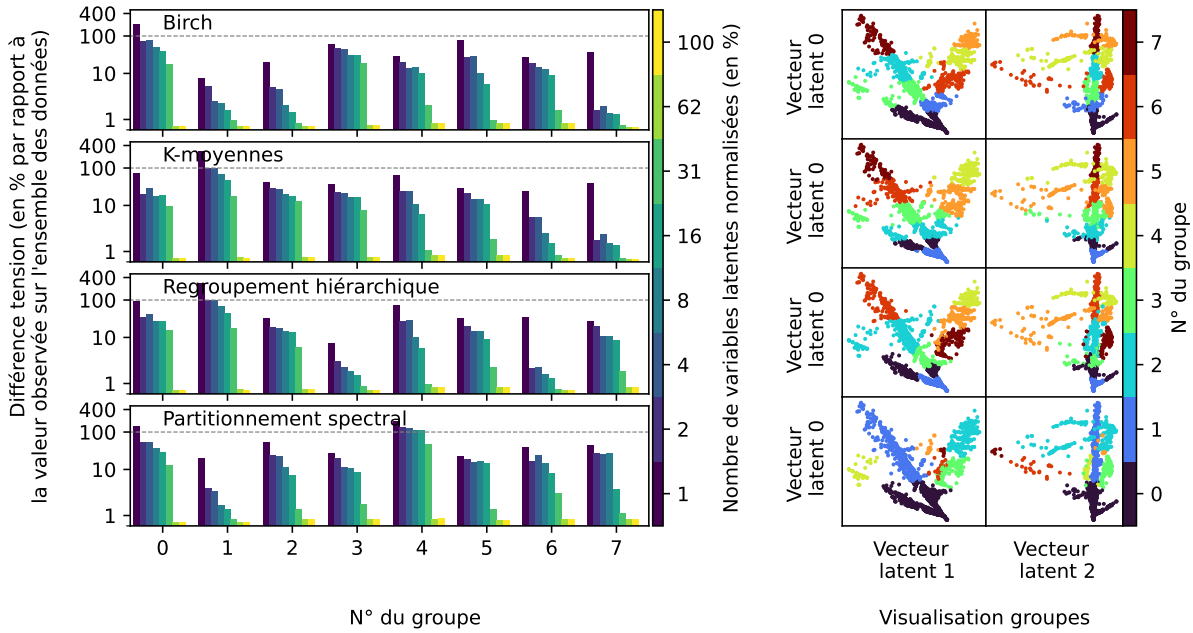 Différence tension (en % par rapport à
la valeur observée sur l'ensemble des données)
400
100
10
1
Birch
400
100
10
1
K-moyennes
400
100
10
1
Regroupement hiérarchique
400
100
10
1
Partitionnement spectral
0 1 2 3 4 5 6 7
N° du groupe
100
62
31
16
8
4
2
1
Nombre de variables latentes normalisées (en %)
Vecteur
latent 0
Vecteur
latent 0
Vecteur
latent 0
Vecteur
latent 0
Vecteur
latent 1
Vecteur
latent 2
Visualisation groupes
7
6
5
4
3
2
1
0
N° du groupe